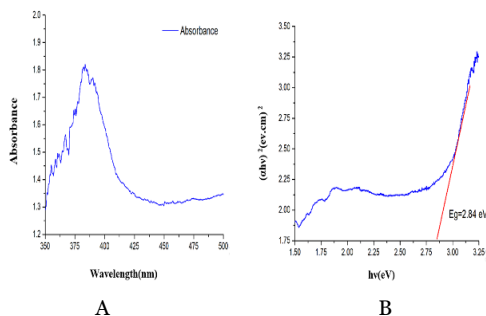 Absorbance
2.0
1.9
1.8
1.7
1.6
1.5
1.4
1.3
1.2
Absorbance
350 375 400 425 450 475 500
Wavelength(nm)
A
3.50
3.25
3.00
2.75
2.50
2.25
2.00
1.75
(αhν) ²(ev.cm) ²
Eg=2.84 eV
1.50 1.75 2.00 2.25 2.50 2.75 3.00 3.25
hν(eV)
B